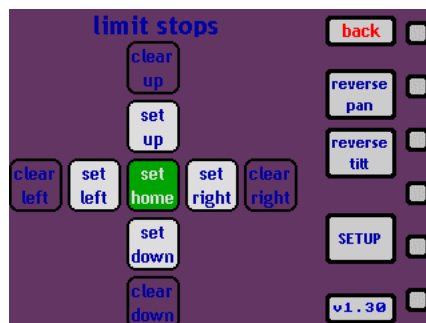 limit stops
back
clear
up
reverse
pan
set
up
reverse
tilt
clear
left
set
left
set
home
set
right
clear
right
set
down
SETUP
clear
down
v1.30